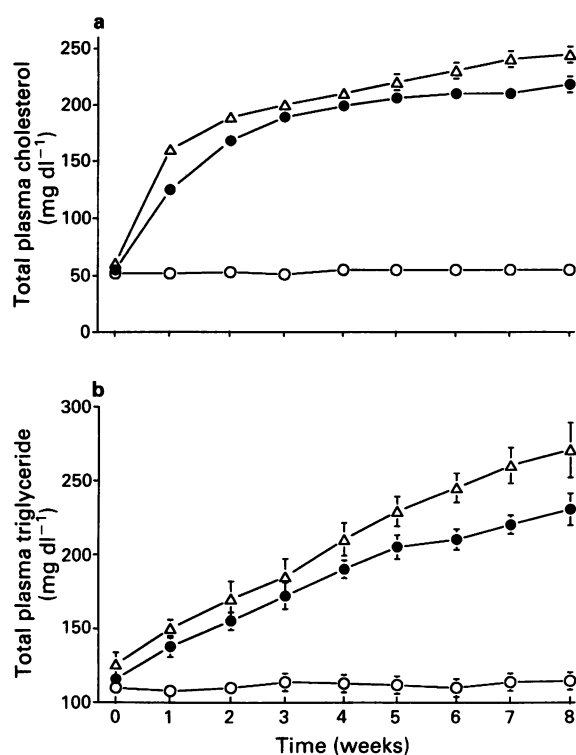 a
Total plasma cholesterol
(mg dl⁻¹)
250
200
150
100
50
0
b
Total plasma triglyceride
(mg dl⁻¹)
300
250
200
150
100
0 1 2 3 4 5 6 7 8
Time (weeks)